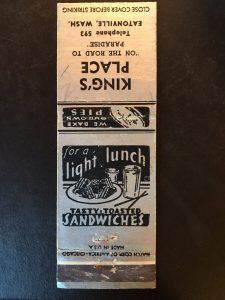 CLOSE COVER BEFORE STRIKING
EATONVILLE, WASH.
Telephone 593
"ON THE ROAD TO
PARADISE"
KING'S
PLACE
WE BAKE
OUR OWN
PIES
for a
light lunch
TASTY TOASTED
SANDWICHES
MATCH CORP. OF AMERICA, CHICAGO
MADE IN U.S.A.